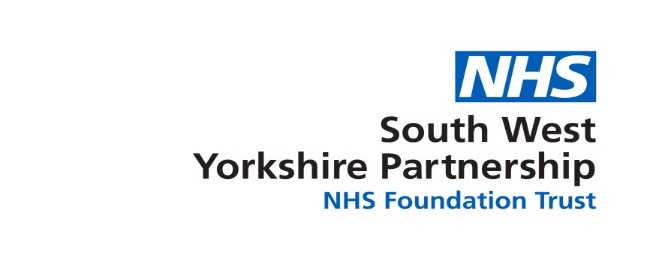 NHS
South West
Yorkshire Partnership
NHS Foundation Trust